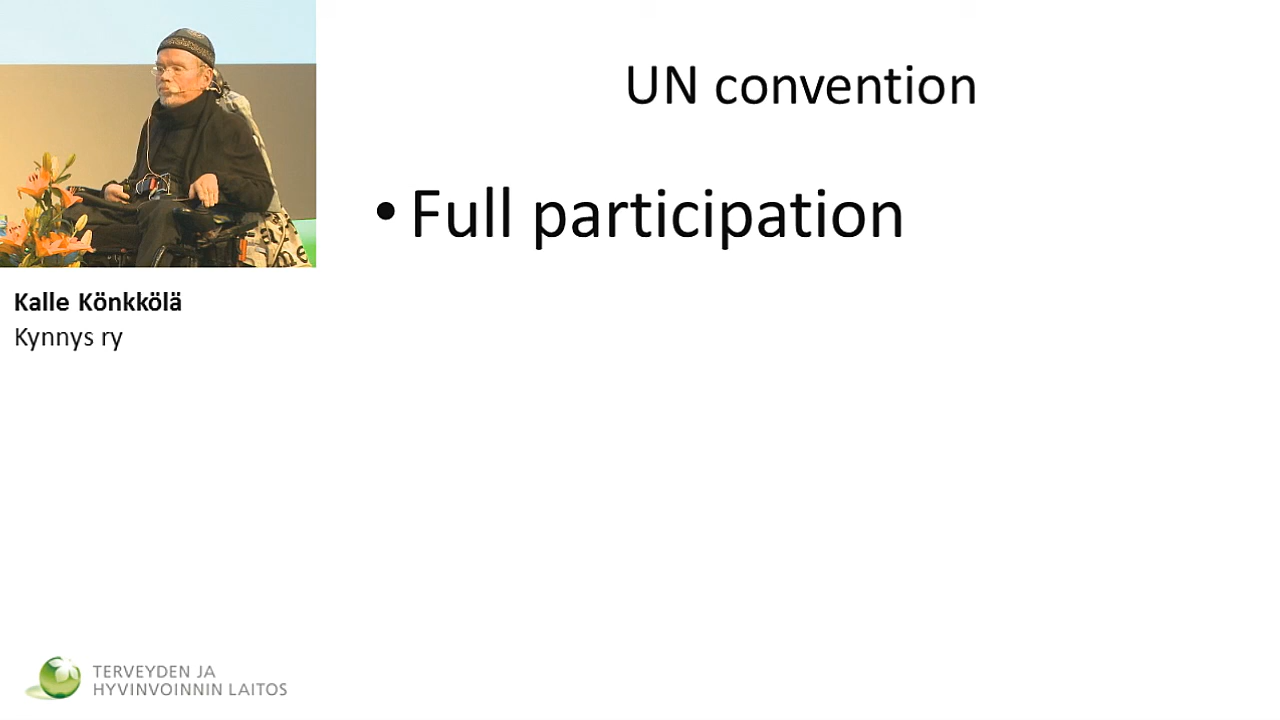 UN convention
• Full participation
Kalle Könkkölä
Kynnys ry
TERVEYDEN JA
HYVINVOINNIN LAITOS